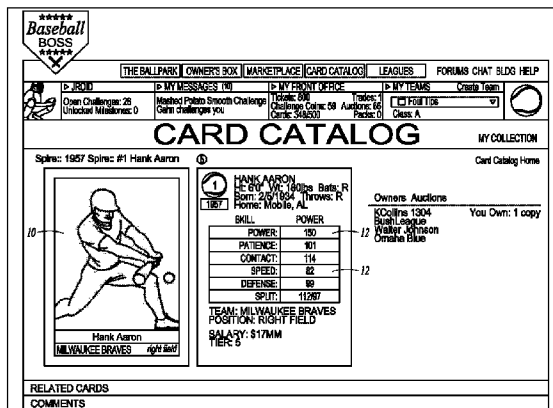 Baseball
BOSS
THE BALLPARK OWNER'S BOX MARKETPLACE CARD CATALOG LEAGUES FORUMS CHAT BLOG HELP
JROID
Open Challenges: 28
Unlocked Milestones: 0
MY MESSAGES (10)
Mashed Potato Smooth Challenge
Gehn challenges you
MY FRONT OFFICE
Tickets: 800 Trades: 1
Challenge Coins: 59 Auctions: 66
Cards: 348/500 Packs: 0
MY TEAMS Create Team
Foul Tips
Class: A
CARD CATALOG
MY COLLECTION
Spire:: 1957 Spire:: #1 Hank Aaron
Card Catalog Home
10
Hank Aaron
MILWAUKEE BRAVES right field
1
1957
HANK AARON
Ht: 6'0" Wt: 180lbs Bats: R
Born: 2/5/1934 Throws: R
Home: Mobile, AL
SKILL POWER
POWER: 150
PATIENCE: 101
CONTACT: 114
SPEED: 82
DEFENSE: 99
SPLIT: 112/97
12
12
TEAM: MILWAUKEE BRAVES
POSITION: RIGHT FIELD
SALARY: $17MM
TIER: 5
Owners Auctions
KCollins 1304
BushLeague
Walter Johnson
Omaha Blue
You Own: 1 copy
RELATED CARDS
COMMENTS